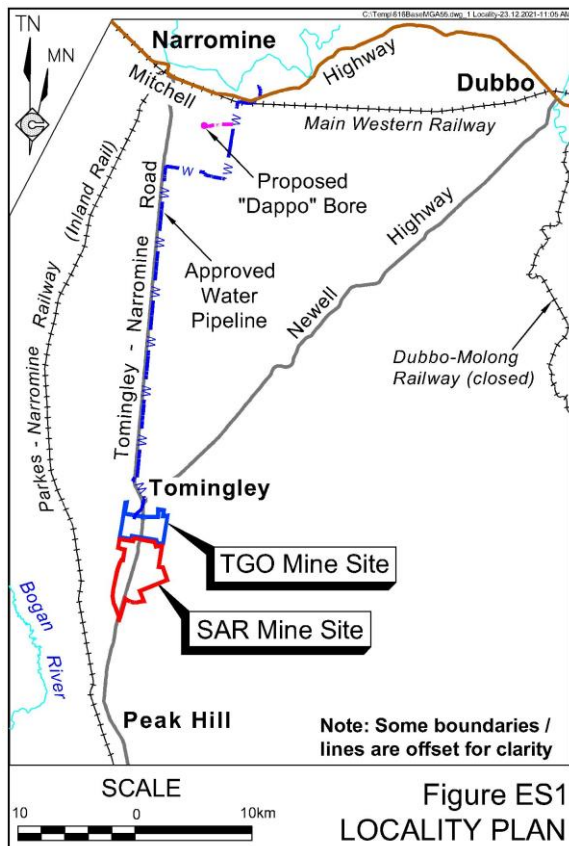 C:\Temp\616BaseMGA55.dwg_1 Locality-23.12.2021-11:05 AM
TN
MN
Narromine
Mitchell
Highway
Dubbo
Main Western Railway
W
Proposed
"Dappo" Bore
W
W
Approved
Water
Pipeline
W
W
W
W
W
W
W
Tomingley - Narromine Road
Parkes - Narromine Railway (Inland Rail)
Newell Highway
Dubbo-Molong
Railway (closed)
Tomingley
TGO Mine Site
SAR Mine Site
Bogan
River
Peak Hill
Note: Some boundaries /
lines are offset for clarity
SCALE
10 0 10km
Figure ES1
LOCALITY PLAN